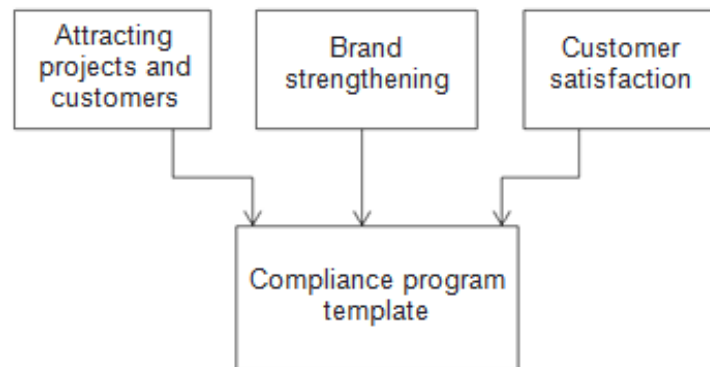 Attracting
projects and
customers
Brand
strengthening
Customer
satisfaction
Compliance program
template